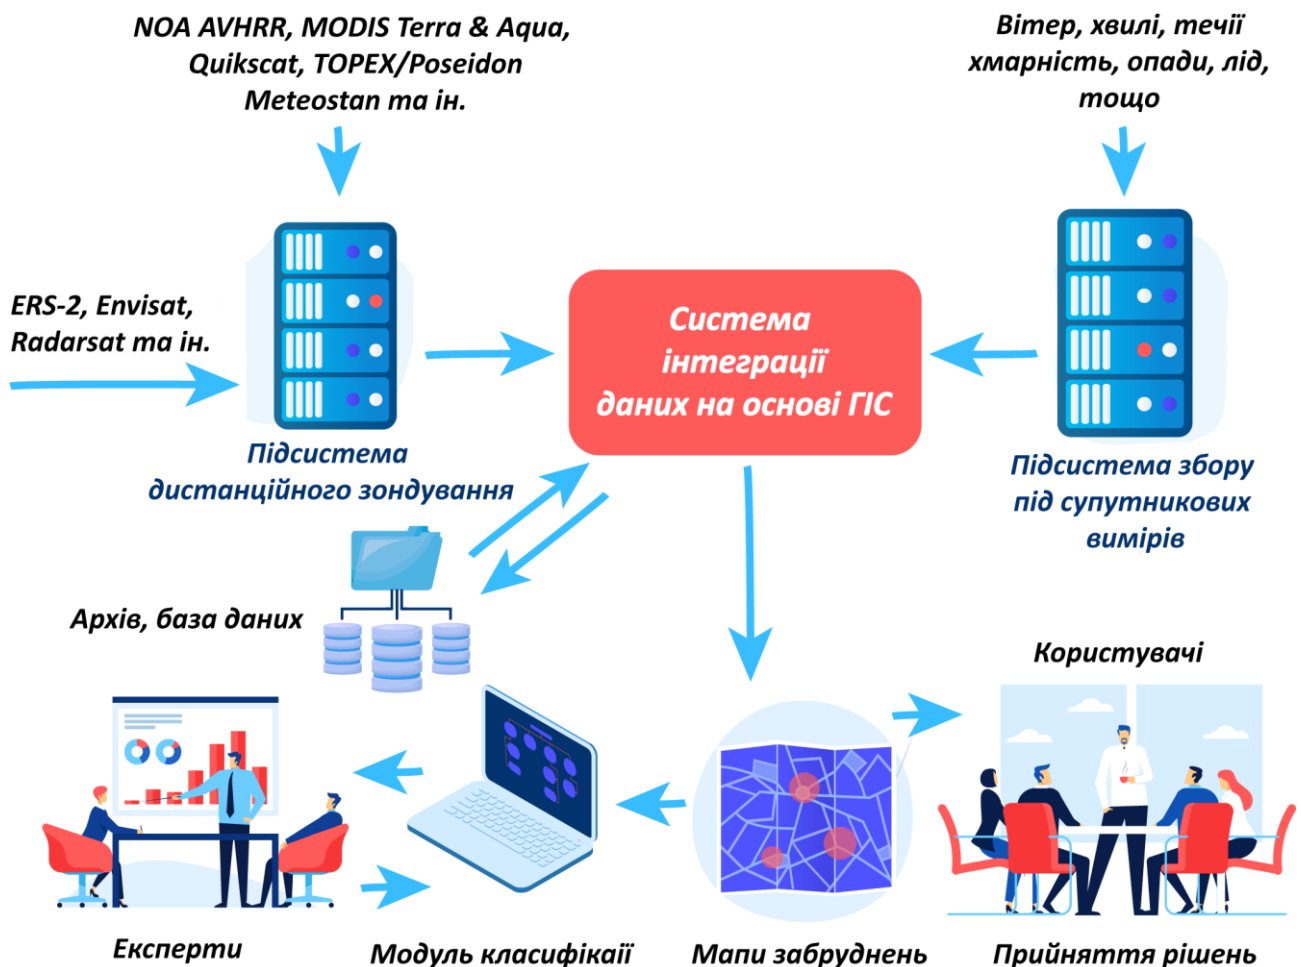 NOA AVHRR, MODIS Terra & Aqua,
Quikscat, TOPEX/Poseidon
Meteostan та ін.
Вітер, хвилі, течії
хмарність, опади, лід,
тощо
ERS-2, Envisat,
Radarsat та ін.
Система
інтеграції
даних на основі ГІС
Підсистема
дистанційного зондування
Підсистема збору
під супутникових
вимірів
Архів, база даних
Користувачі
Експерти
Модуль класифікаії
Мапи забруднень
Прийняття рішень